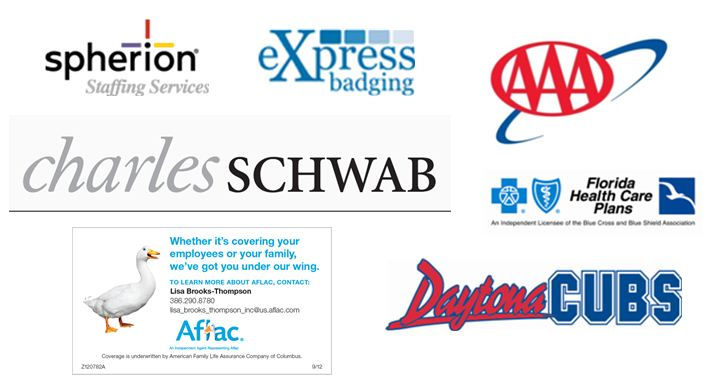 spherion®
Staffing Services
eXpress
badging
AAA
charles SCHWAB
Florida
Health Care
Plans
An Independent Licensee of the Blue Cross and Blue Shield Association
Whether it's covering your
employees or your family,
we've got you under our wing.
TO LEARN MORE ABOUT AFLAC, CONTACT:
Lisa Brooks-Thompson
386.290.8780
lisa_brooks_thompson_inc@us.aflac.com
Aflac.
An Independent Agent Representing Aflac
Coverage is underwritten by American Family Life Assurance Company of Columbus.
Z120782A 9/12
Daytona CUBS